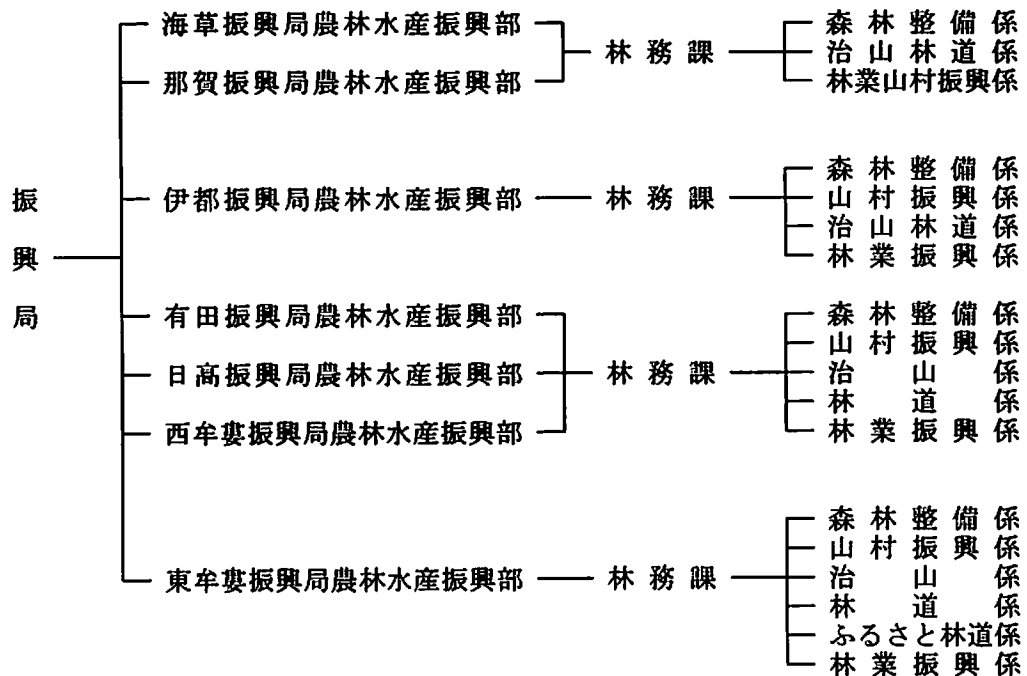 振興局
海草振興局農林水産振興部
那賀振興局農林水産振興部
林務課
森林整備係
治山林道係
林業山村振興係
伊都振興局農林水産振興部
林務課
森林整備係
山村振興係
治山林道係
林業振興係
有田振興局農林水産振興部
日高振興局農林水産振興部
西牟婁振興局農林水産振興部
林務課
森林整備係
山村振興係
治山係
林道係
林業振興係
東牟婁振興局農林水産振興部
林務課
森林整備係
山村振興係
治山係
林道係
ふるさと林道係
林業振興係